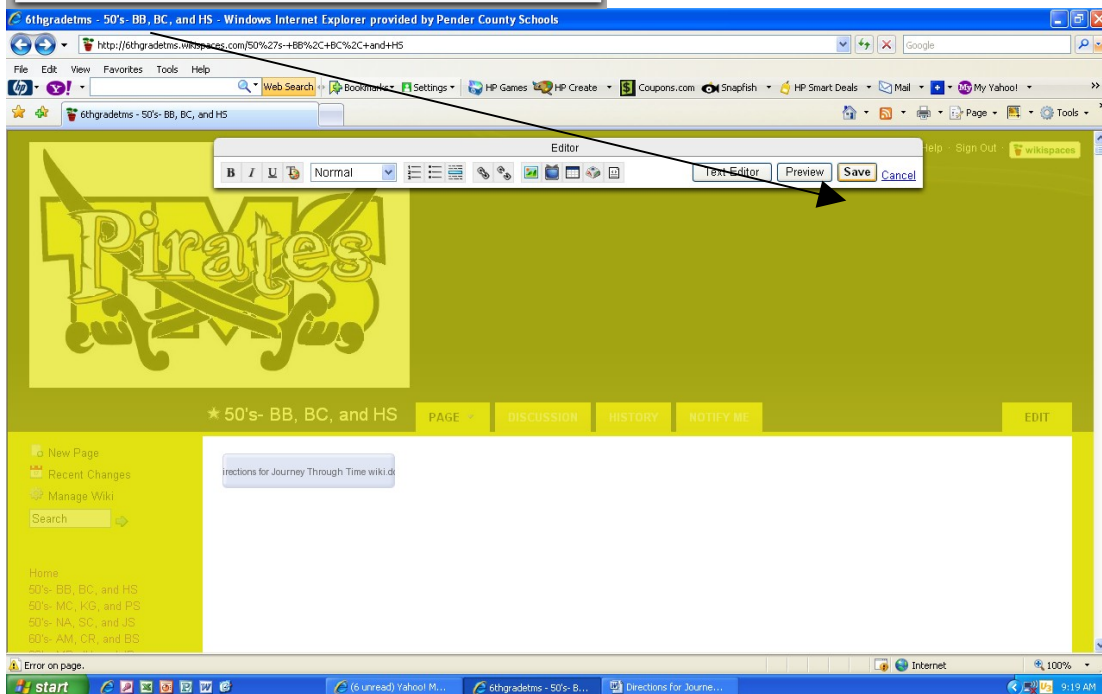 6thgradetms - 50's- BB, BC, and HS - Windows Internet Explorer provided by Pender County Schools
http://6thgradetms.wikispaces.com/50%27s-+BB%2C+BC%2C+and+HS
Google
File Edit View Favorites Tools Help
Web Search Bookmarks Settings HP Games HP Create Coupons.com Snapfish HP Smart Deals Mail My Yahoo!
6thgradetms - 50's- BB, BC, and HS
Page Tools
Editor
Help Sign Out wikispaces
B I U Normal Text Editor Preview Save Cancel
TMS
Pirates
50's- BB, BC, and HS PAGE DISCUSSION HISTORY NOTIFY ME EDIT
New Page
Recent Changes
Manage Wiki
Search
irections for Journey Through Time wiki.do
Home
50's- BB, BC, and HS
50's- MC, KG, and PS
50's- NA, SC, and JS
60's- AM, CR, and BS
Error on page. Internet 100%
start (6 unread) Yahoo! M... 6thgradetms - 50's- B... Directions for Journe... 9:19 AM